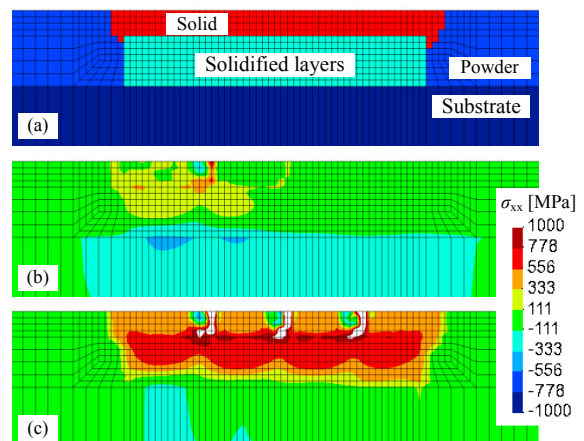 Solid
Solidified layers
Powder
Substrate
(a)
σxx [MPa]
1000
778
556
333
111
-111
-333
-556
-778
-1000
(b)
(c)